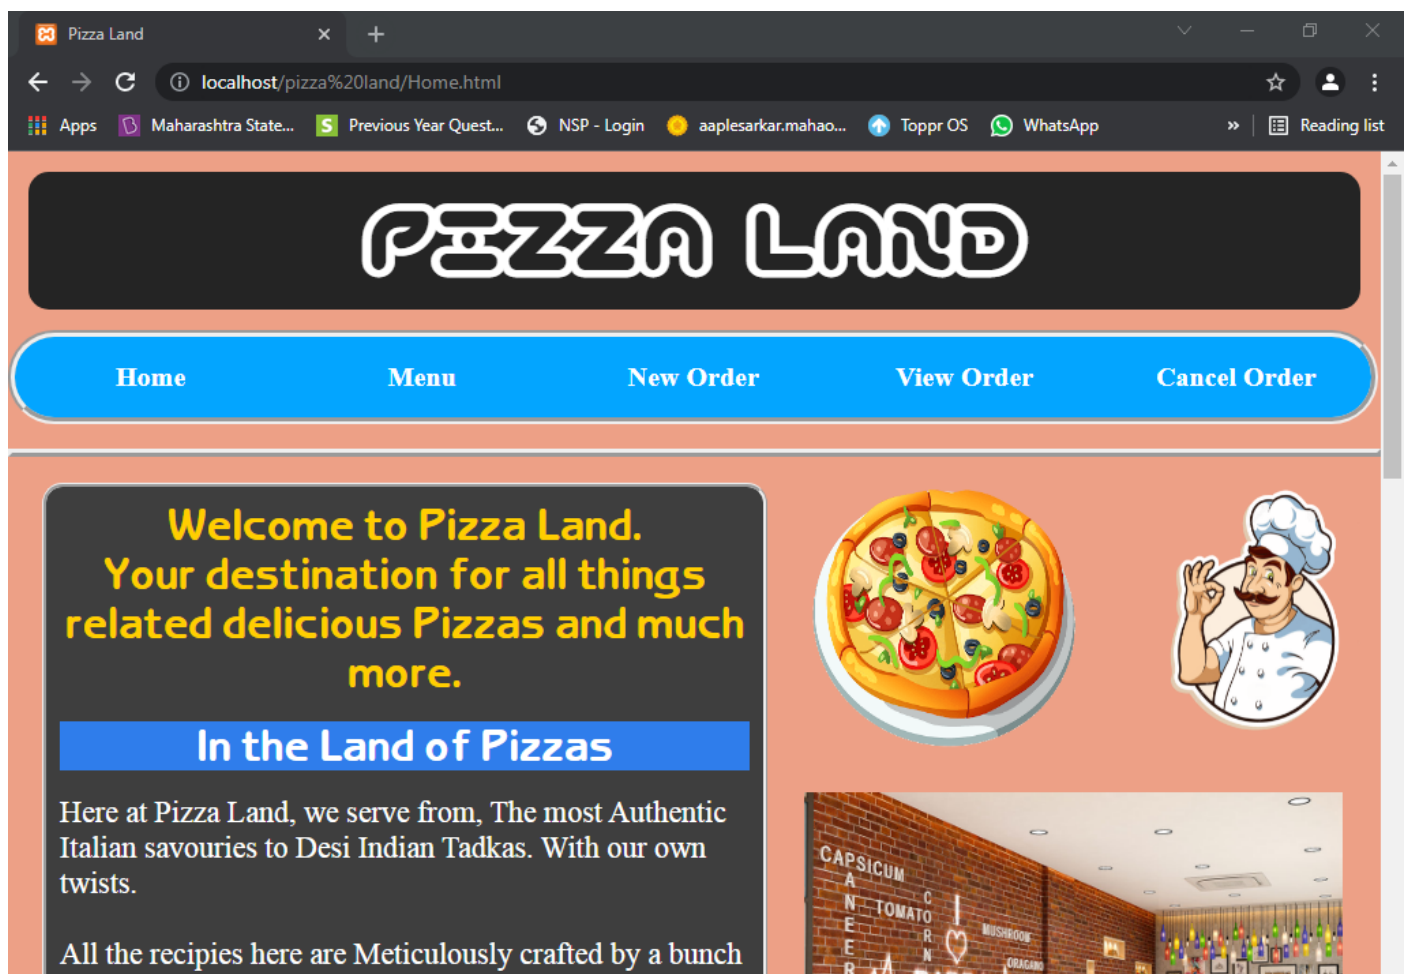 Pizza Land
localhost/pizza%20land/Home.html
Apps Maharashtra State... Previous Year Quest... NSP - Login aaplesarkar.mahao... Toppr OS WhatsApp » Reading list
PIZZA LAND
Home Menu New Order View Order Cancel Order
Welcome to Pizza Land.
Your destination for all things
related delicious Pizzas and much
more.
In the Land of Pizzas
Here at Pizza Land, we serve from, The most Authentic
Italian savouries to Desi Indian Tadkas. With our own
twists.
All the recipies here are Meticulously crafted by a bunch
CAPSICUM
TOMATO
CORN
MUSHROOM
ORAGANO